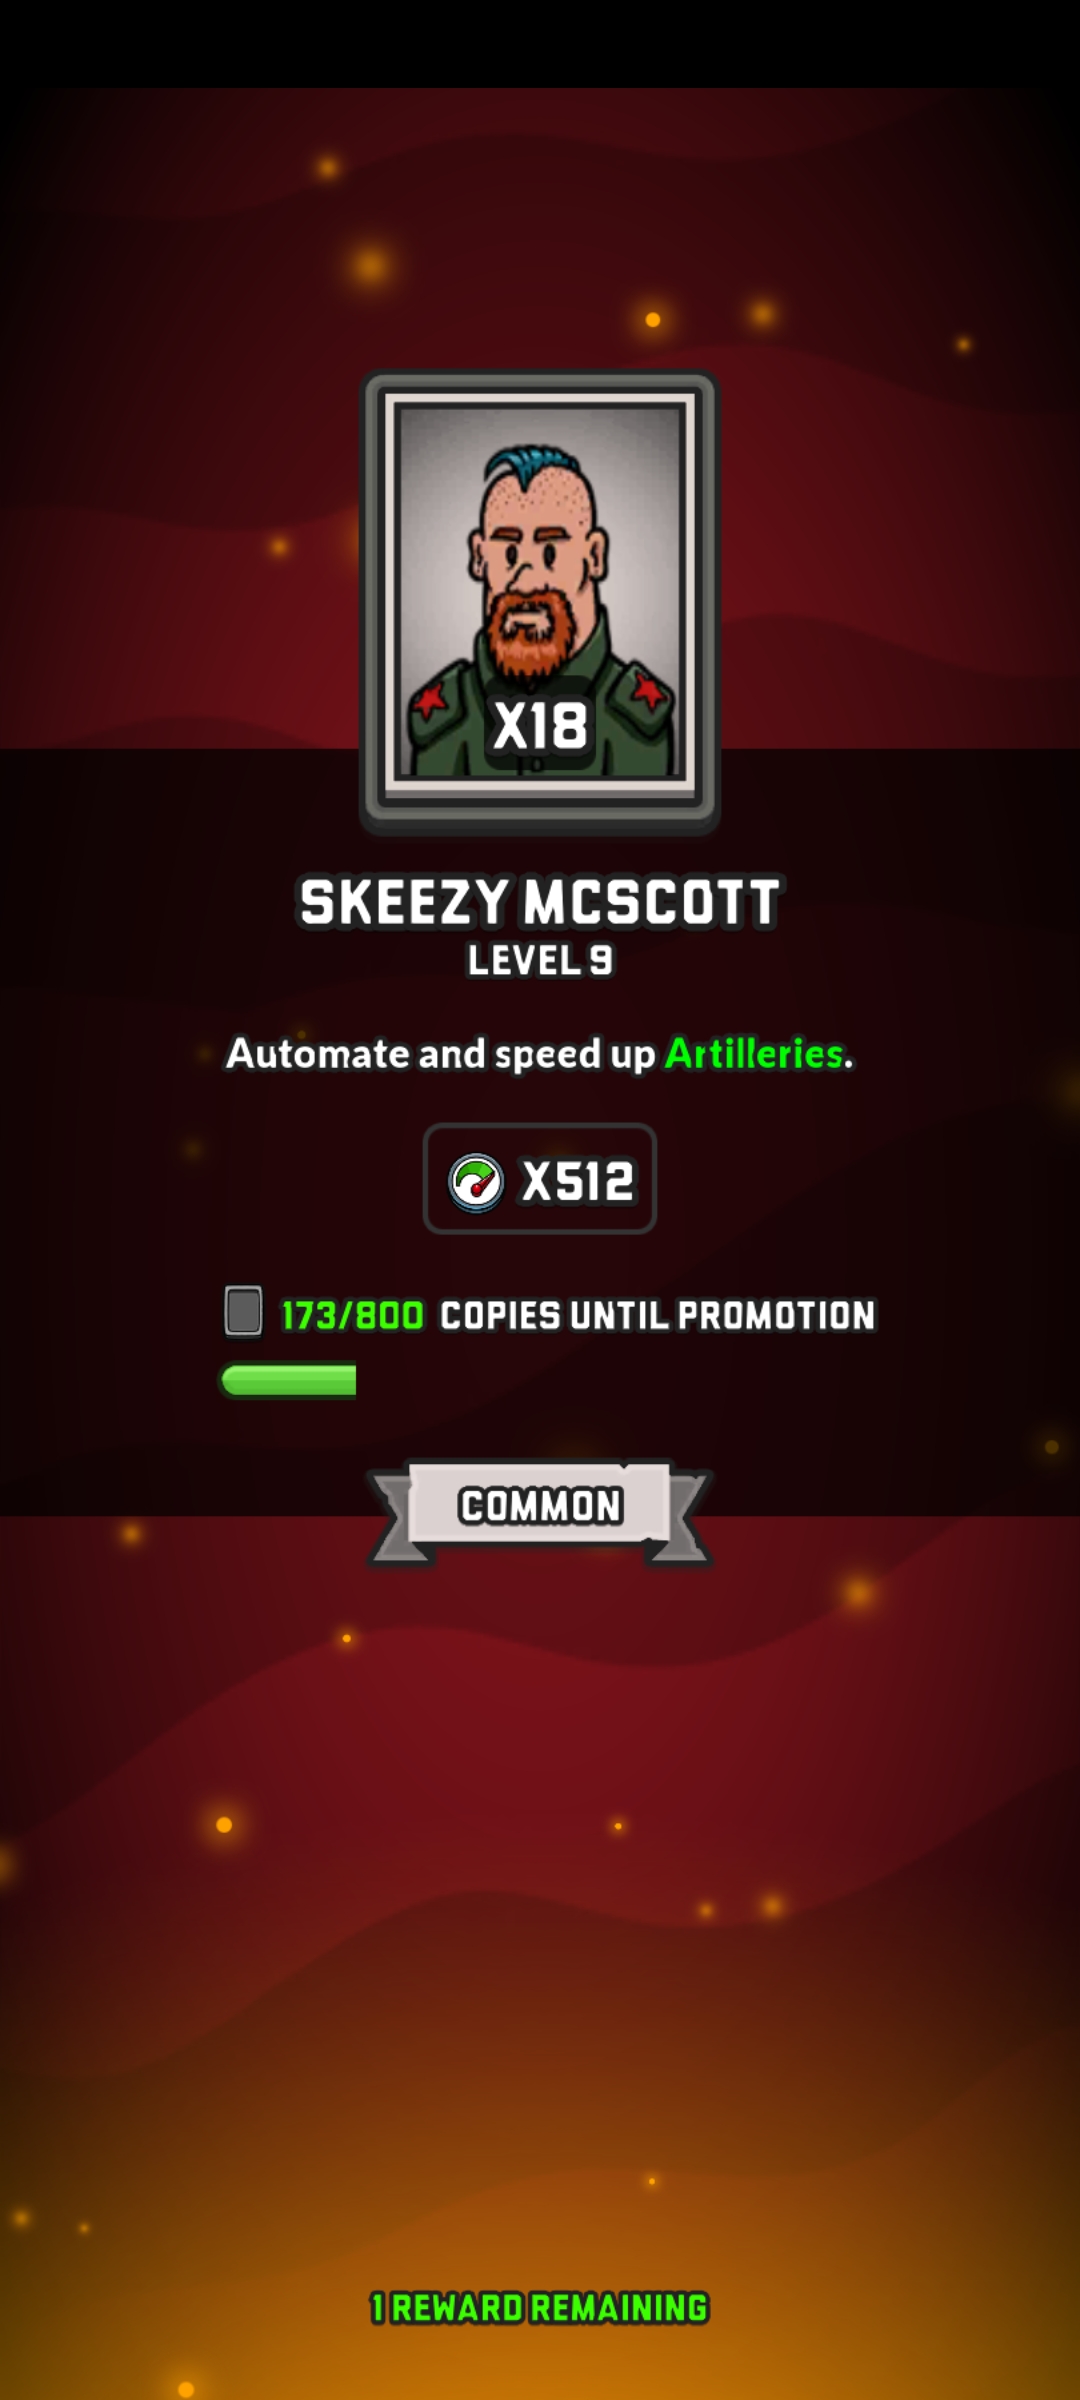 X18
SKEEZY MCSCOTT
LEVEL 9
Automate and speed up Artilleries.
X512
173/800 COPIES UNTIL PROMOTION
COMMON
1 REWARD REMAINING